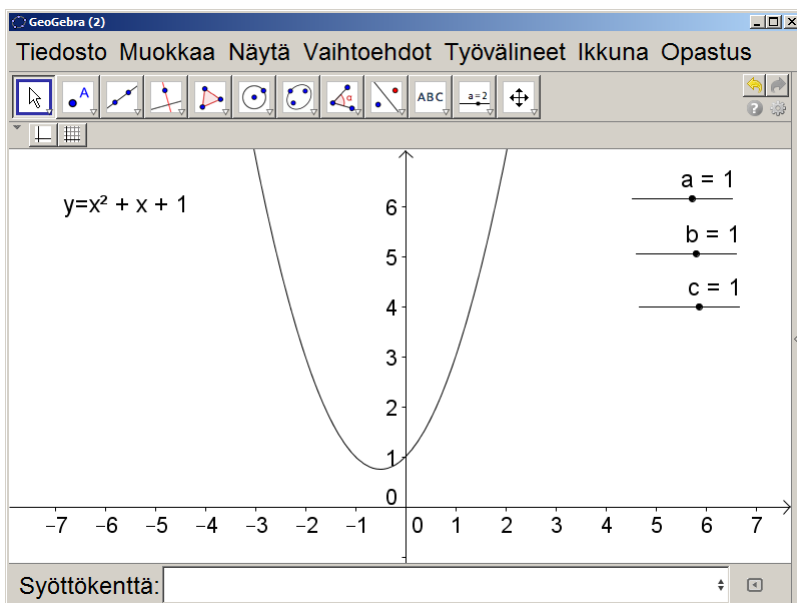 GeoGebra (2)
Tiedosto Muokkaa Näytä Vaihtoehdot Työvälineet Ikkuna Opastus
A α ABC a=2
y=x² + x + 1
a = 1
b = 1
c = 1
6
5
4
3
2
1
0
−7 −6 −5 −4 −3 −2 −1 0 1 2 3 4 5 6 7
Syöttökenttä: